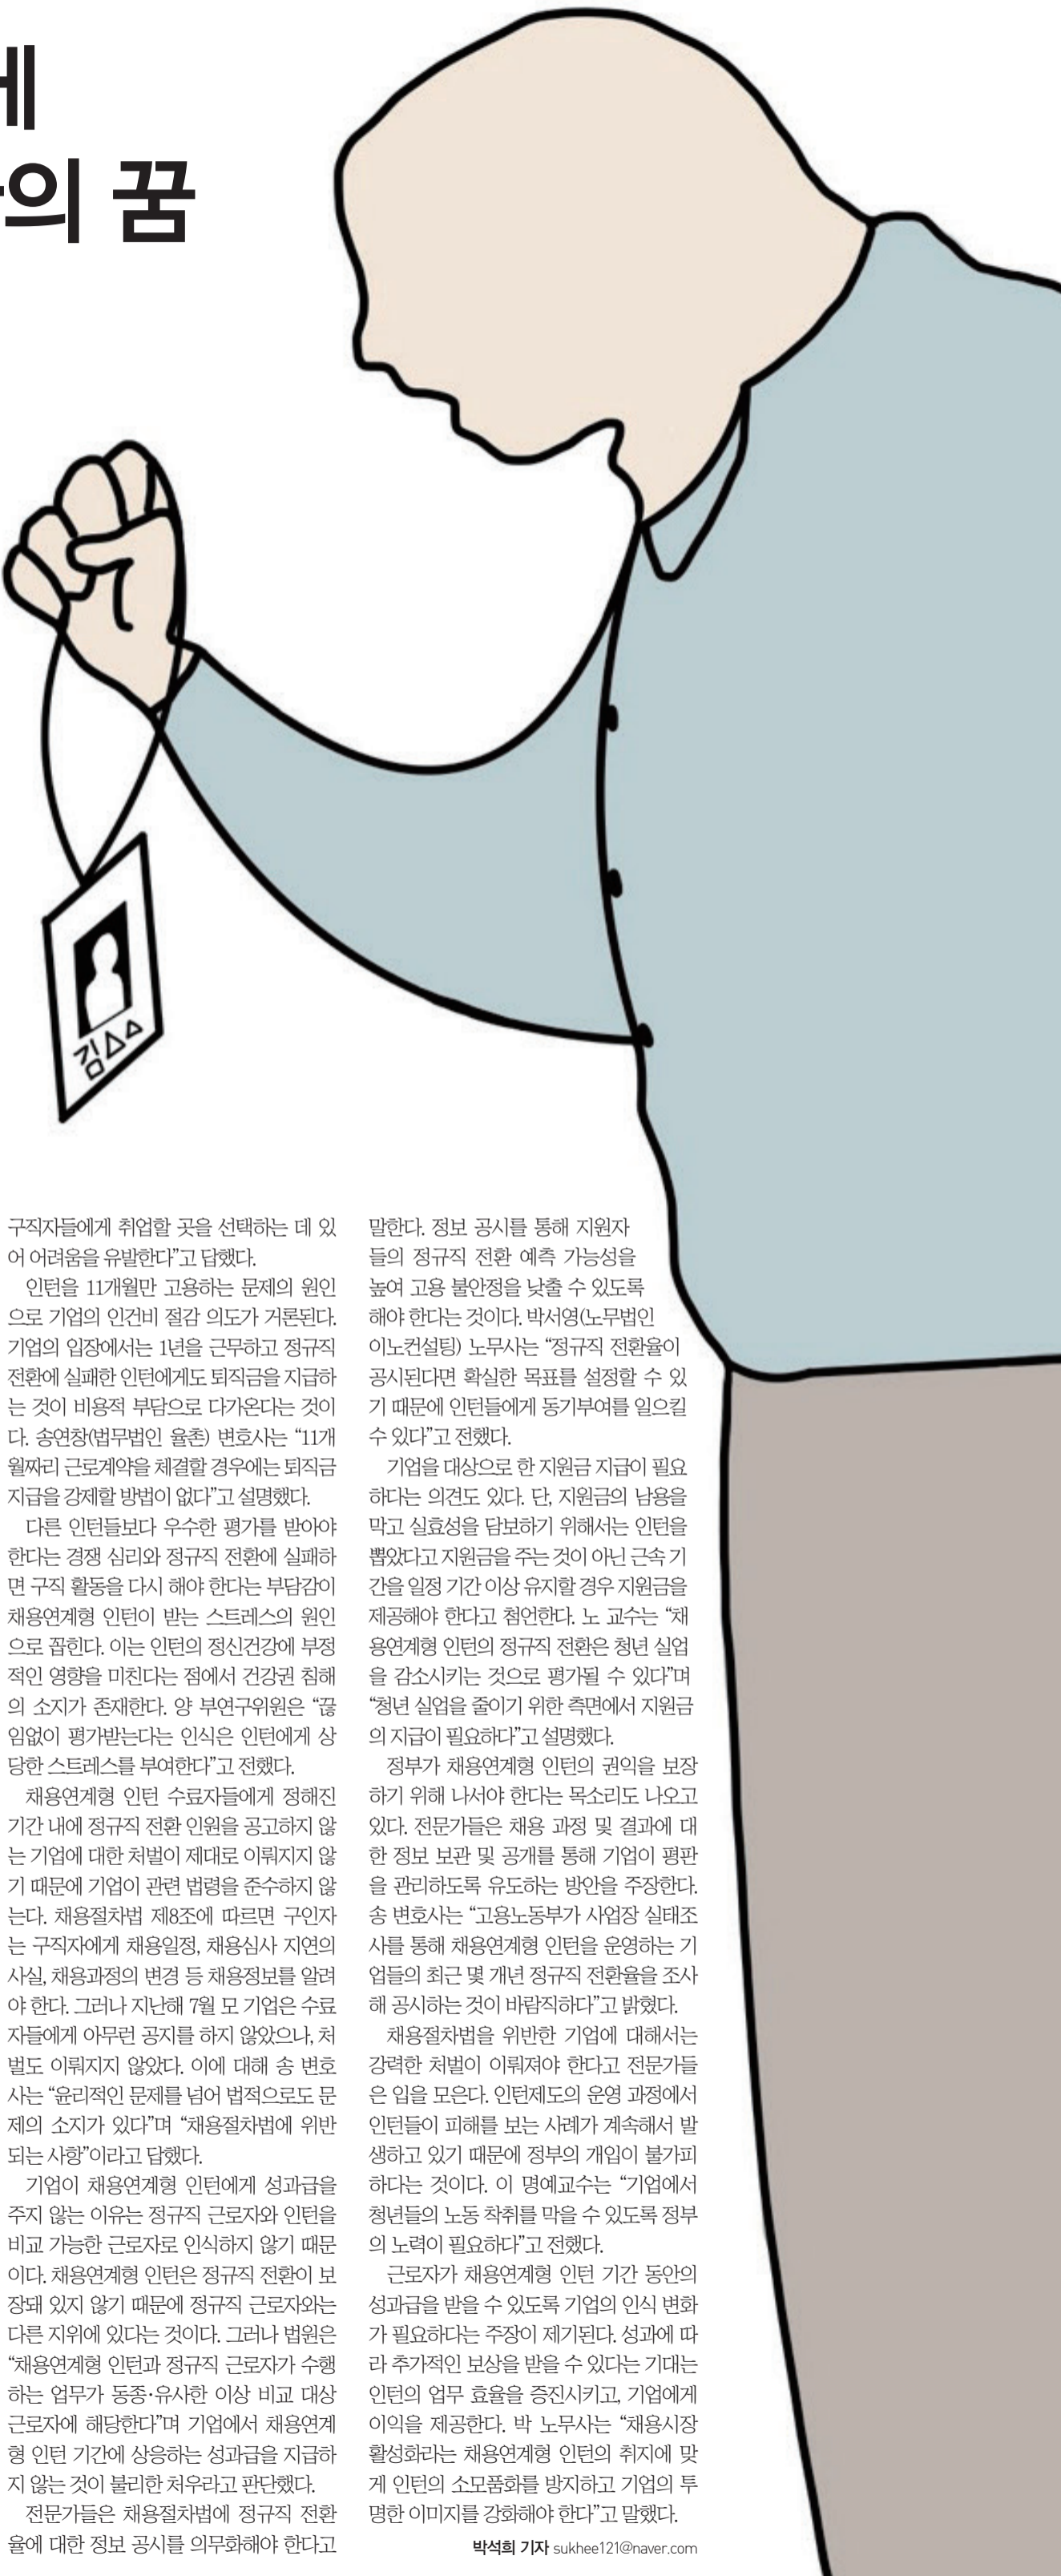 에
의 꿈
김ㅅㅅ
구직자들에게 취업할 곳을 선택하는 데 있
어 어려움을 유발한다”고 답했다.
인턴을 11개월만 고용하는 문제의 원인
으로 기업의 인건비 절감 의도가 거론된다.
기업의 입장에서는 1년을 근무하고 정규직
전환에 실패한 인턴에게도 퇴직금을 지급하
는 것이 비용적 부담으로 다가온다는 것이
다. 송연창(법무법인 율촌) 변호사는 “11개
월짜리 근로계약을 체결할 경우에는 퇴직금
지급을 강제할 방법이 없다”고 설명했다.
다른 인턴들보다 우수한 평가를 받아야
한다는 경쟁 심리와 정규직 전환에 실패하
면 구직 활동을 다시 해야 한다는 부담감이
채용연계형 인턴이 받는 스트레스의 원인
으로 꼽힌다. 이는 인턴의 정신건강에 부정
적인 영향을 미친다는 점에서 건강권 침해
의 소지가 존재한다. 양 부연구위원은 “끊
임없이 평가받는다는 인식은 인턴에게 상
당한 스트레스를 부여한다”고 전했다.
채용연계형 인턴 수료자들에게 정해진
기간 내에 정규직 전환 인원을 공고하지 않
는 기업에 대한 처벌이 제대로 이뤄지지 않
기 때문에 기업이 관련 법령을 준수하지 않
는다. 채용절차법 제8조에 따르면 구인자
는 구직자에게 채용일정, 채용심사 지연의
사실, 채용과정의 변경 등 채용정보를 알려
야 한다. 그러나 지난해 7월 모 기업은 수료
자들에게 아무런 공지를 하지 않았으나, 처
벌도 이뤄지지 않았다. 이에 대해 송 변호
사는 “윤리적인 문제를 넘어 법적으로도 문
제의 소지가 있다”며 “채용절차법에 위반
되는 사항”이라고 답했다.
기업이 채용연계형 인턴에게 성과급을
주지 않는 이유는 정규직 근로자와 인턴을
비교 가능한 근로자로 인식하지 않기 때문
이다. 채용연계형 인턴은 정규직 전환이 보
장돼 있지 않기 때문에 정규직 근로자와는
다른 지위에 있다는 것이다. 그러나 법원은
“채용연계형 인턴과 정규직 근로자가 수행
하는 업무가 동종·유사한 이상 비교 대상
근로자에 해당한다”며 기업에서 채용연계
형 인턴 기간에 상응하는 성과급을 지급하
지 않는 것이 불리한 처우라고 판단했다.
전문가들은 채용절차법에 정규직 전환
율에 대한 정보 공시를 의무화해야 한다고
말한다. 정보 공시를 통해 지원자
들의 정규직 전환 예측 가능성을
높여 고용 불안정을 낮출 수 있도록
해야 한다는 것이다. 박서영(노무법인
이노컨설팅) 노무사는 “정규직 전환율이
공시된다면 확실한 목표를 설정할 수 있
기 때문에 인턴들에게 동기부여를 일으킬
수 있다”고 전했다.
기업을 대상으로 한 지원금 지급이 필요
하다는 의견도 있다. 단, 지원금의 남용을
막고 실효성을 담보하기 위해서는 인턴을
뽑았다고 지원금을 주는 것이 아닌 근속 기
간을 일정 기간 이상 유지할 경우 지원금을
제공해야 한다고 첨언한다. 노 교수는 “채
용연계형 인턴의 정규직 전환은 청년 실업
을 감소시키는 것으로 평가될 수 있다”며
“청년 실업을 줄이기 위한 측면에서 지원금
의 지급이 필요하다”고 설명했다.
정부가 채용연계형 인턴의 권익을 보장
하기 위해 나서야 한다는 목소리도 나오고
있다. 전문가들은 채용 과정 및 결과에 대
한 정보 보관 및 공개를 통해 기업이 평판
을 관리하도록 유도하는 방안을 주장한다.
송 변호사는 “고용노동부가 사업장 실태조
사를 통해 채용연계형 인턴을 운영하는 기
업들의 최근 몇 개년 정규직 전환율을 조사
해 공시하는 것이 바람직하다”고 밝혔다.
채용절차법을 위반한 기업에 대해서는
강력한 처벌이 이뤄져야 한다고 전문가들
은 입을 모은다. 인턴제도의 운영 과정에서
인턴들이 피해를 보는 사례가 계속해서 발
생하고 있기 때문에 정부의 개입이 불가피
하다는 것이다. 이 명예교수는 “기업에서
청년들의 노동 착취를 막을 수 있도록 정부
의 노력이 필요하다”고 전했다.
근로자가 채용연계형 인턴 기간 동안의
성과급을 받을 수 있도록 기업의 인식 변화
가 필요하다는 주장이 제기된다. 성과에 따
라 추가적인 보상을 받을 수 있다는 기대는
인턴의 업무 효율을 증진시키고, 기업에게
이익을 제공한다. 박 노무사는 “채용시장
활성화라는 채용연계형 인턴의 취지에 맞
게 인턴의 소모품화를 방지하고 기업의 투
명한 이미지를 강화해야 한다”고 말했다.
박석희 기자 sukhee121@naver.com